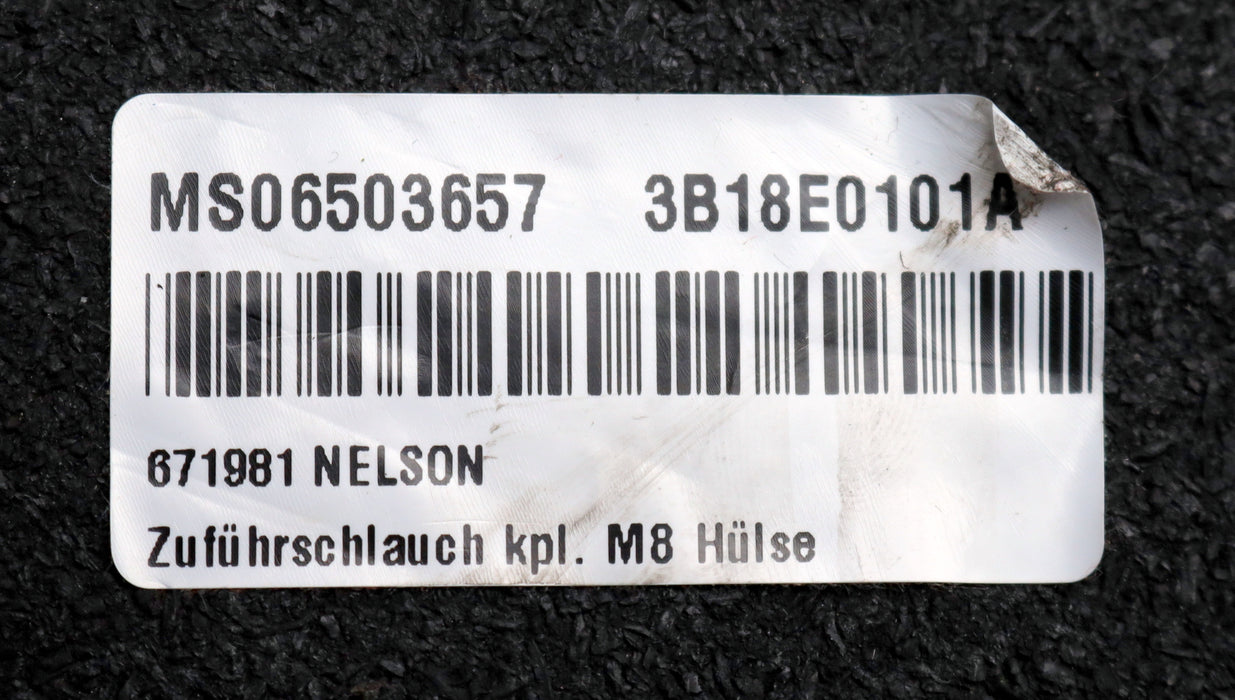 MS06503657 3B18E0101A
671981 NELSON
Zuführschlauch kpl. M8 Hülse